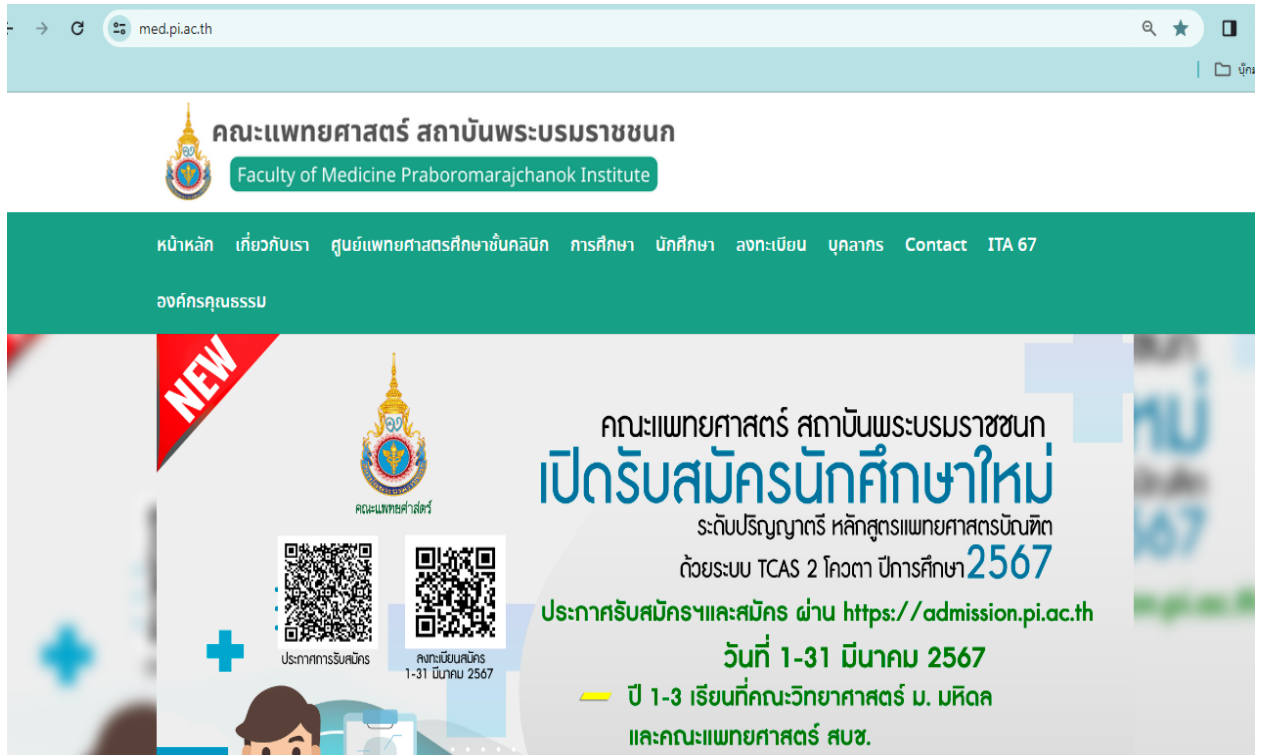 med.pi.ac.th
คณะแพทยศาสตร์ สถาบันพระบรมราชชนก
Faculty of Medicine Praboromarajchanok Institute
หน้าหลัก เกี่ยวกับเรา ศูนย์แพทยศาสตรศึกษาชั้นคลินิก การศึกษา นักศึกษา ลงทะเบียน บุคลากร Contact ITA 67
องค์กรคุณธรรม
NEW
คณะแพทยศาสตร์
ประกาศการรับสมัคร
ลงทะเบียนสมัคร
1-31 มีนาคม 2567
คณะแพทยศาสตร์ สถาบันพระบรมราชชนก
เปิดรับสมัครนักศึกษาใหม่
ระดับปริญญาตรี หลักสูตรแพทยศาสตรบัณฑิต
ด้วยระบบ TCAS 2 โควตา ปีการศึกษา 2567
ประกาศรับสมัครฯและสมัคร ผ่าน https://admission.pi.ac.th
วันที่ 1-31 มีนาคม 2567
ปี 1-3 เรียนที่คณะวิทยาศาสตร์ ม. มหิดล
และคณะแพทยศาสตร์ สบช.